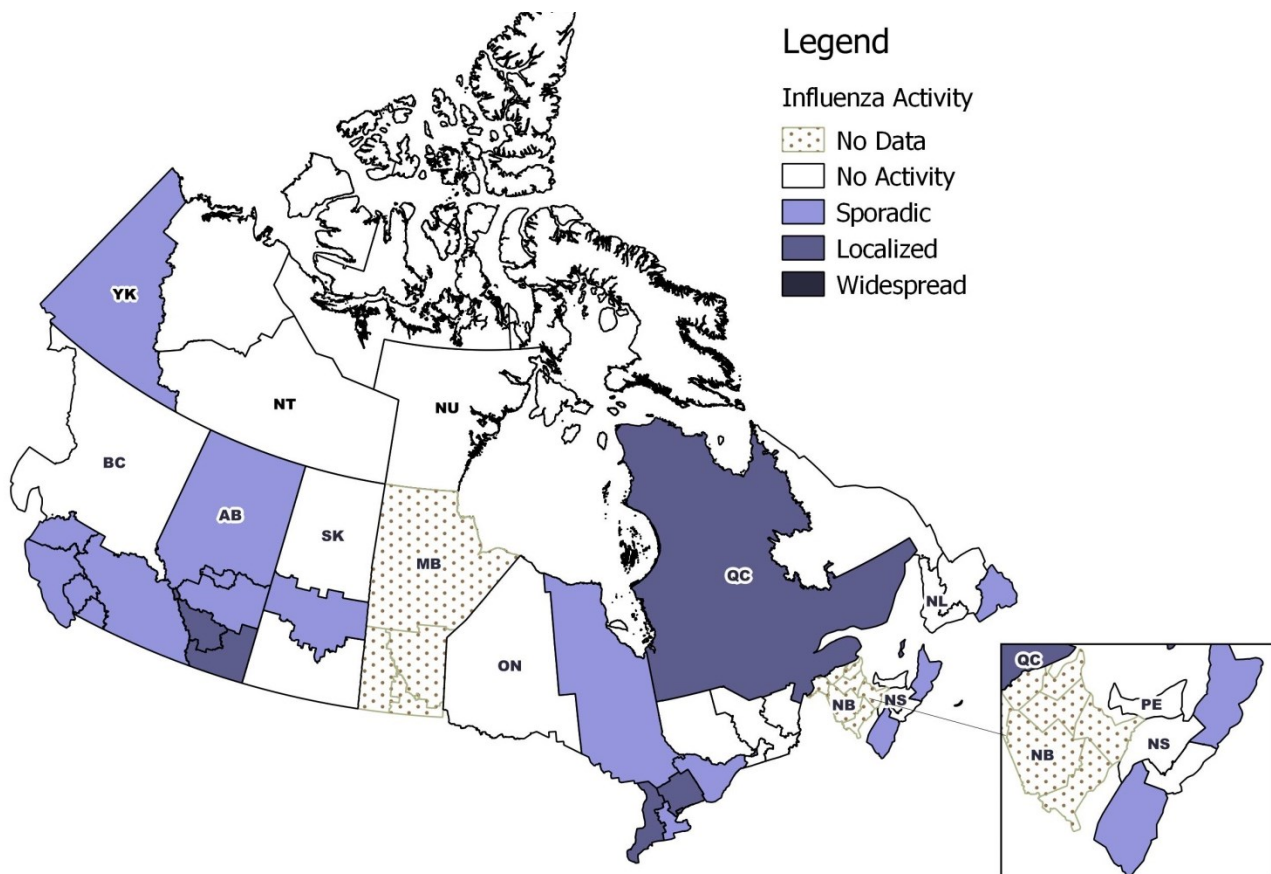 Legend
Influenza Activity
No Data
No Activity
Sporadic
Localized
Widespread
YK
NT
NU
BC
AB
SK
MB
QC
NL
ON
NB
NS
QC
PE
NS
NB